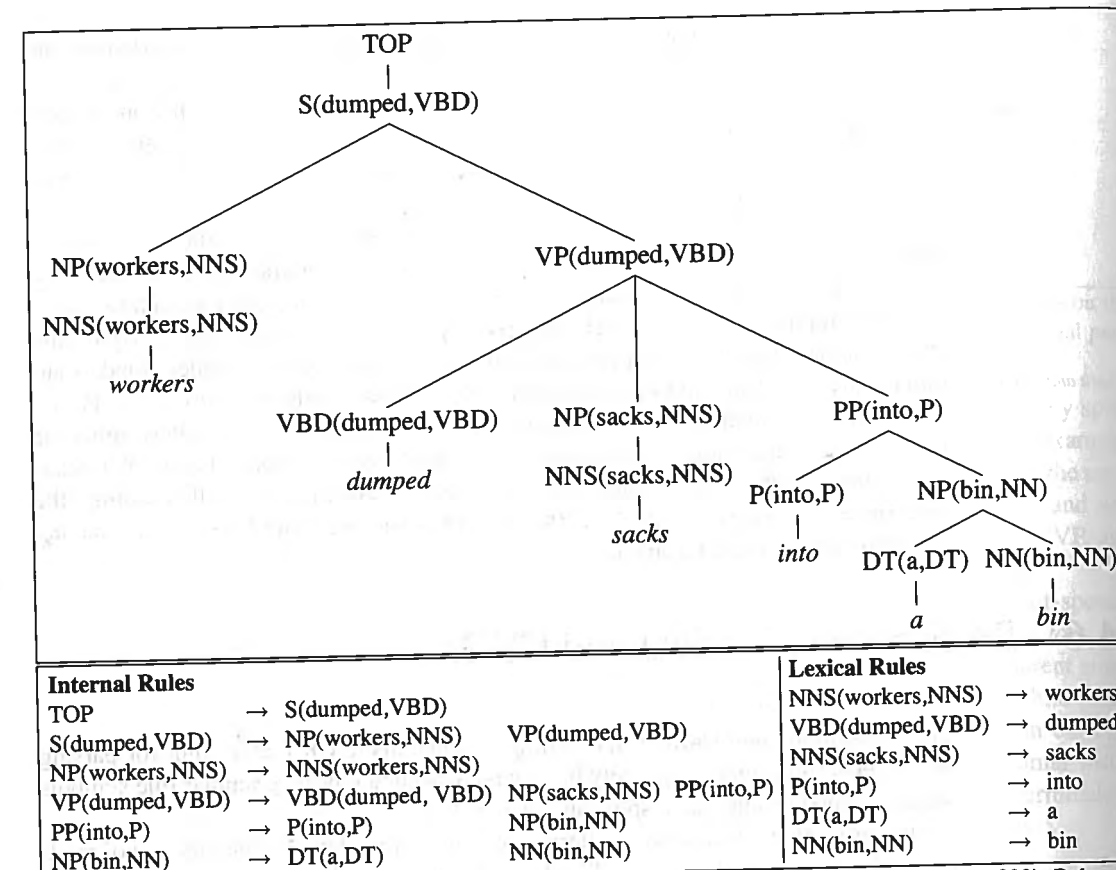 TOP
S(dumped,VBD)
NP(workers,NNS) VP(dumped,VBD)
NNS(workers,NNS)
workers
VBD(dumped,VBD) NP(sacks,NNS) PP(into,P)
dumped NNS(sacks,NNS) P(into,P) NP(bin,NN)
sacks into DT(a,DT) NN(bin,NN)
a bin
Internal Rules
TOP → S(dumped,VBD)
S(dumped,VBD) → NP(workers,NNS) VP(dumped,VBD)
NP(workers,NNS) → NNS(workers,NNS)
VP(dumped,VBD) → VBD(dumped, VBD) NP(sacks,NNS) PP(into,P)
PP(into,P) → P(into,P) NP(bin,NN)
NP(bin,NN) → DT(a,DT) NN(bin,NN)
Lexical Rules
NNS(workers,NNS) → workers
VBD(dumped,VBD) → dumped
NNS(sacks,NNS) → sacks
P(into,P) → into
DT(a,DT) → a
NN(bin,NN) → bin